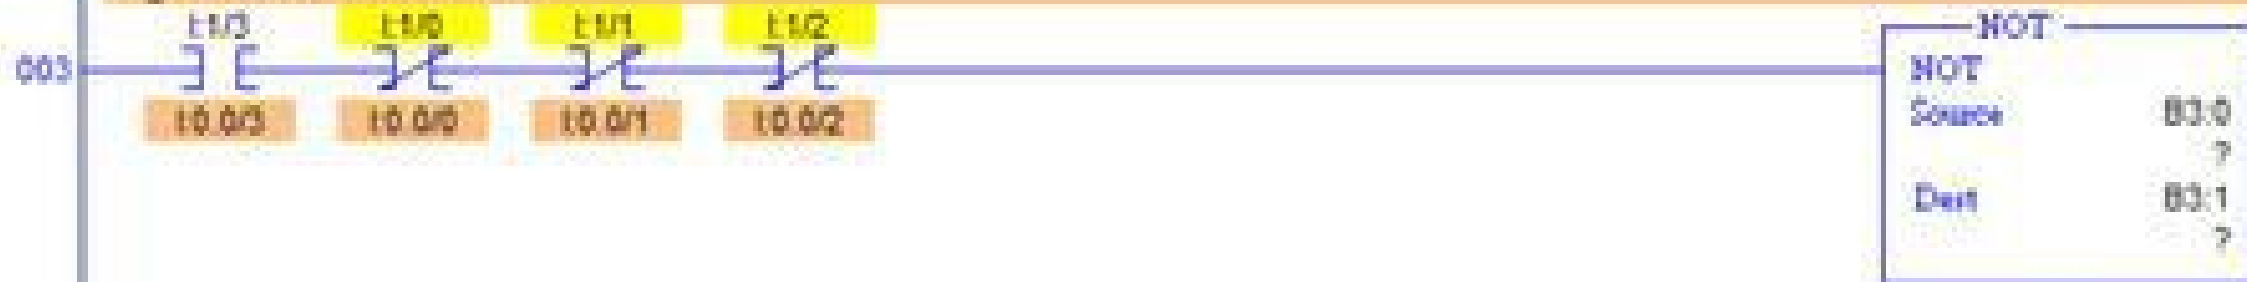 I:1/3 I:1/0 I:1/1 I:1/2 NOT
003 NOT
I:0.0/3 I:0.0/0 I:0.0/1 I:0.0/2 Source B3:0
?
Dest B3:1
?